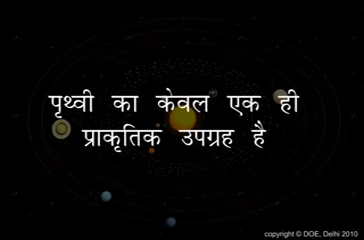 पृथ्वी का केवल एक ही
प्राकृतिक उपग्रह है
copyright © DOE, Delhi 2010